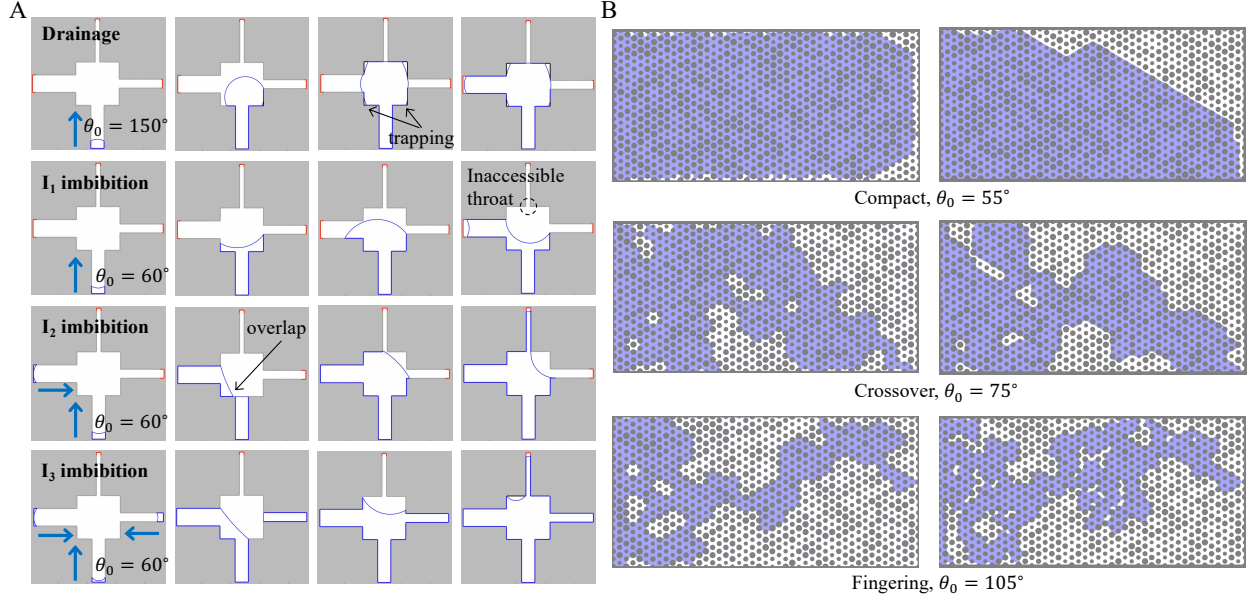 A
Drainage
θ₀ = 150°
trapping
I₁ imbibition
θ₀ = 60°
Inaccessible
throat
I₂ imbibition
θ₀ = 60°
overlap
I₃ imbibition
θ₀ = 60°
B
Compact, θ₀ = 55°
Crossover, θ₀ = 75°
Fingering, θ₀ = 105°